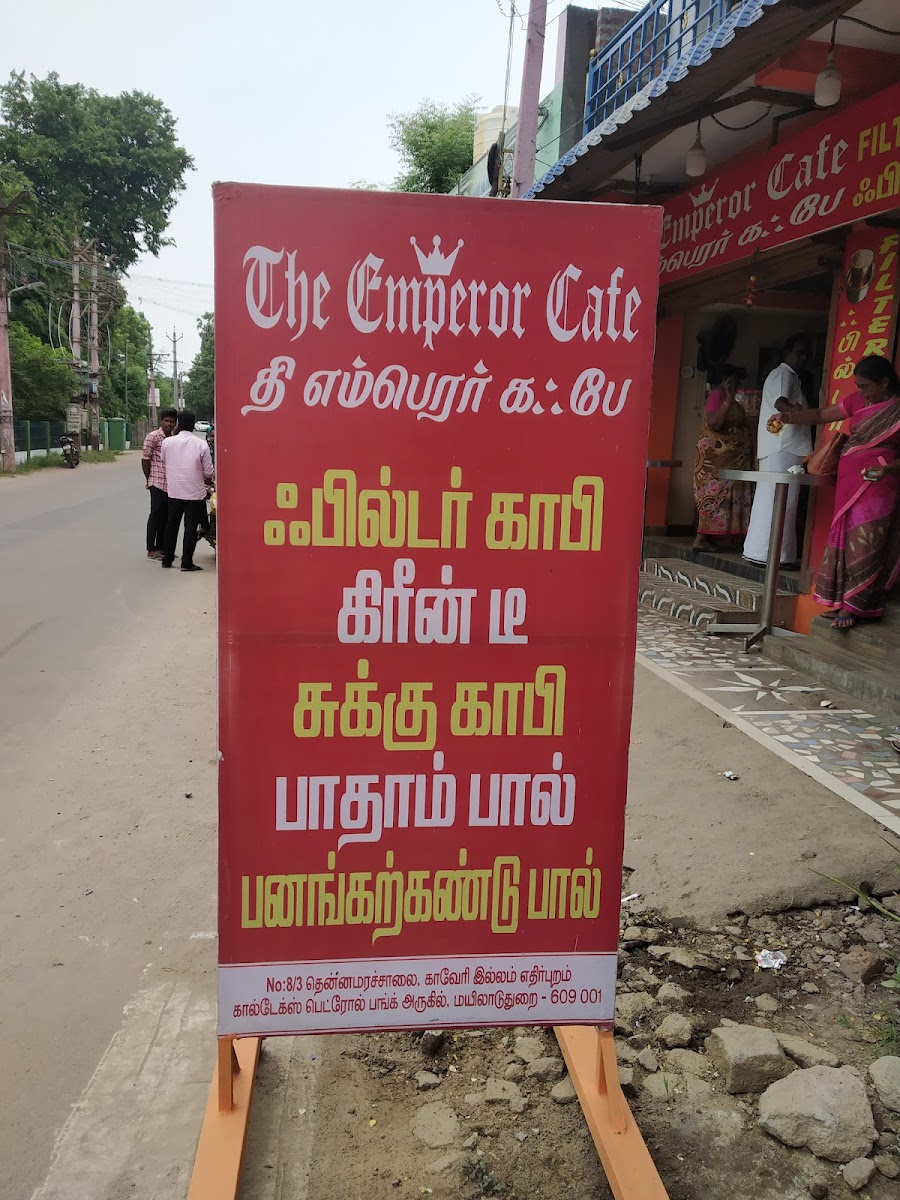 The Emperor Cafe
தி எம்பெரர் கஃபே
ஃபில்டர் காபி
கிரீன் டீ
சுக்கு காபி
பாதாம் பால்
பனங்கற்கண்டு பால்
No:8/3 தென்னமரச்சாலை, காவேரி இல்லம் எதிர்புறம்
கால்டேக்ஸ் பெட்ரோல் பங்க் அருகில், மயிலாடுதுறை - 609 001
Emperor Cafe
எம்பெரர் கஃபே
FILTER